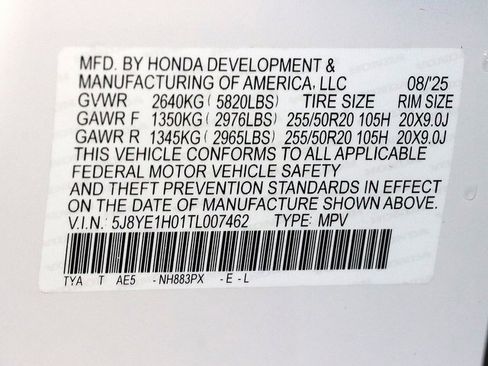 MFD. BY HONDA DEVELOPMENT &
MANUFACTURING OF AMERICA, LLC 08/'25
GVWR 2640KG ( 5820LBS) TIRE SIZE RIM SIZE
GAWR F 1350KG ( 2976LBS) 255/50R20 105H 20X9.0J
GAWR R 1345KG ( 2965LBS) 255/50R20 105H 20X9.0J
THIS VEHICLE CONFORMS TO ALL APPLICABLE
FEDERAL MOTOR VEHICLE SAFETY
AND THEFT PREVENTION STANDARDS IN EFFECT
ON THE DATE OF MANUFACTURE SHOWN ABOVE.
V.I.N: 5J8YE1H01TL007462 TYPE: MPV
TYA T AE5 - NH883PX - E - L